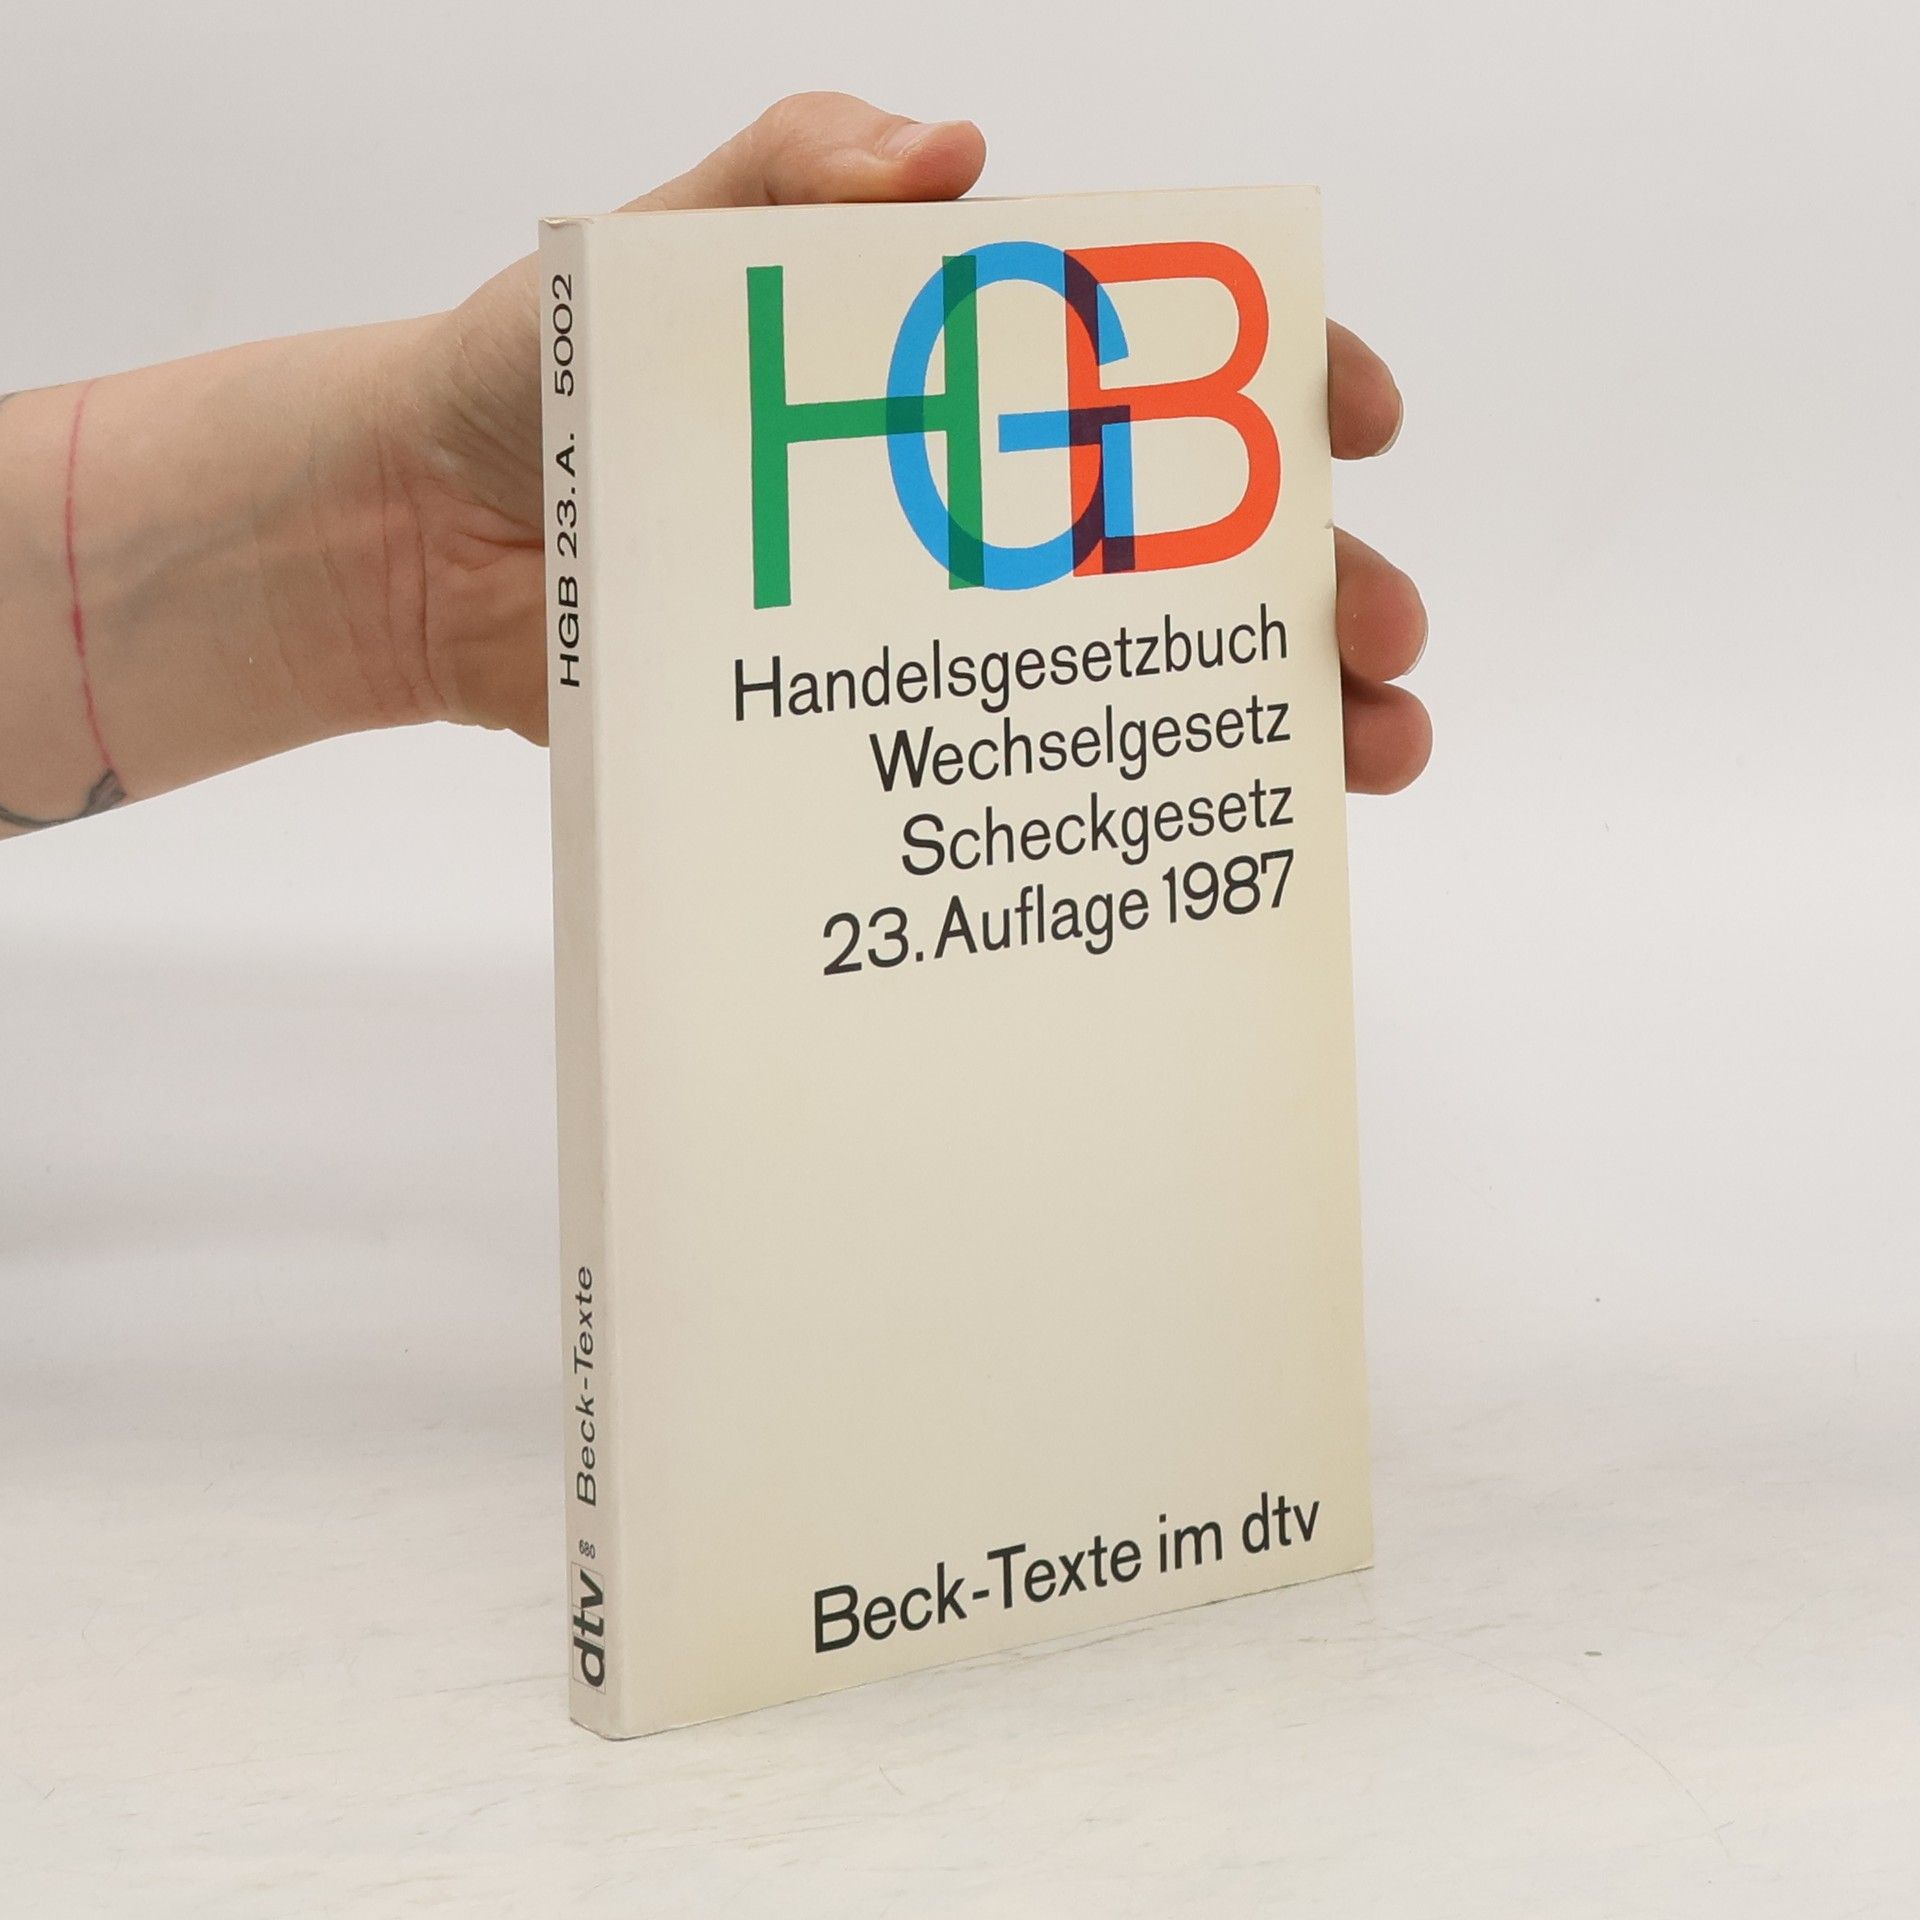 HGB
Handelsgesetzbuch
Wechselgesetz
Scheckgesetz
23. Auflage 1987
Beck-Texte im dtv
HGB 23. A. 5002
Beck-Texte
680
dtv